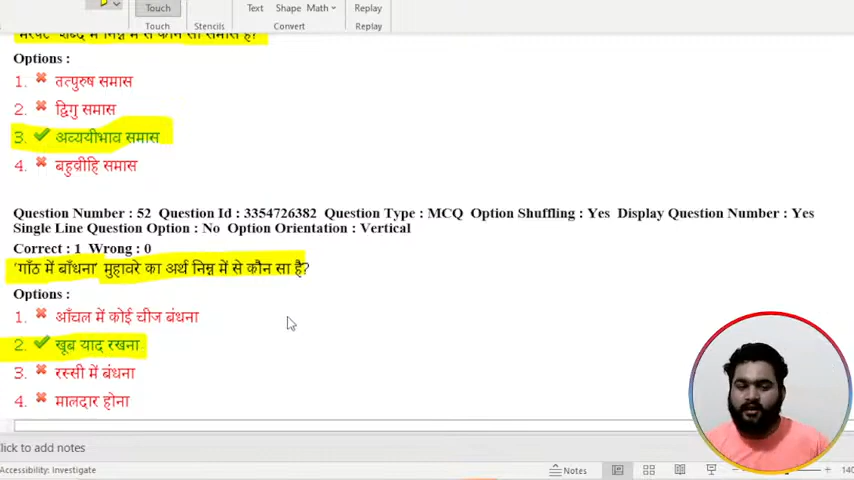 Touch Text Shape Math Replay
Touch Stencils Convert Replay
शब्द में निम्न में से कौन सा समास है?
Options :
1. तत्पुरुष समास
2. द्विगु समास
3. अव्ययीभाव समास
4. बहुव्रीहि समास
Question Number : 52 Question Id : 3354726382 Question Type : MCQ Option Shuffling : Yes Display Question Number : Yes
Single Line Question Option : No Option Orientation : Vertical
Correct : 1 Wrong : 0
'गाँठ में बाँधना' मुहावरे का अर्थ निम्न में से कौन सा है?
Options :
1. आँचल में कोई चीज बंधना
2. खूब याद रखना
3. रस्सी में बंधना
4. मालदार होना
lick to add notes
Accessibility: Investigate Notes 140